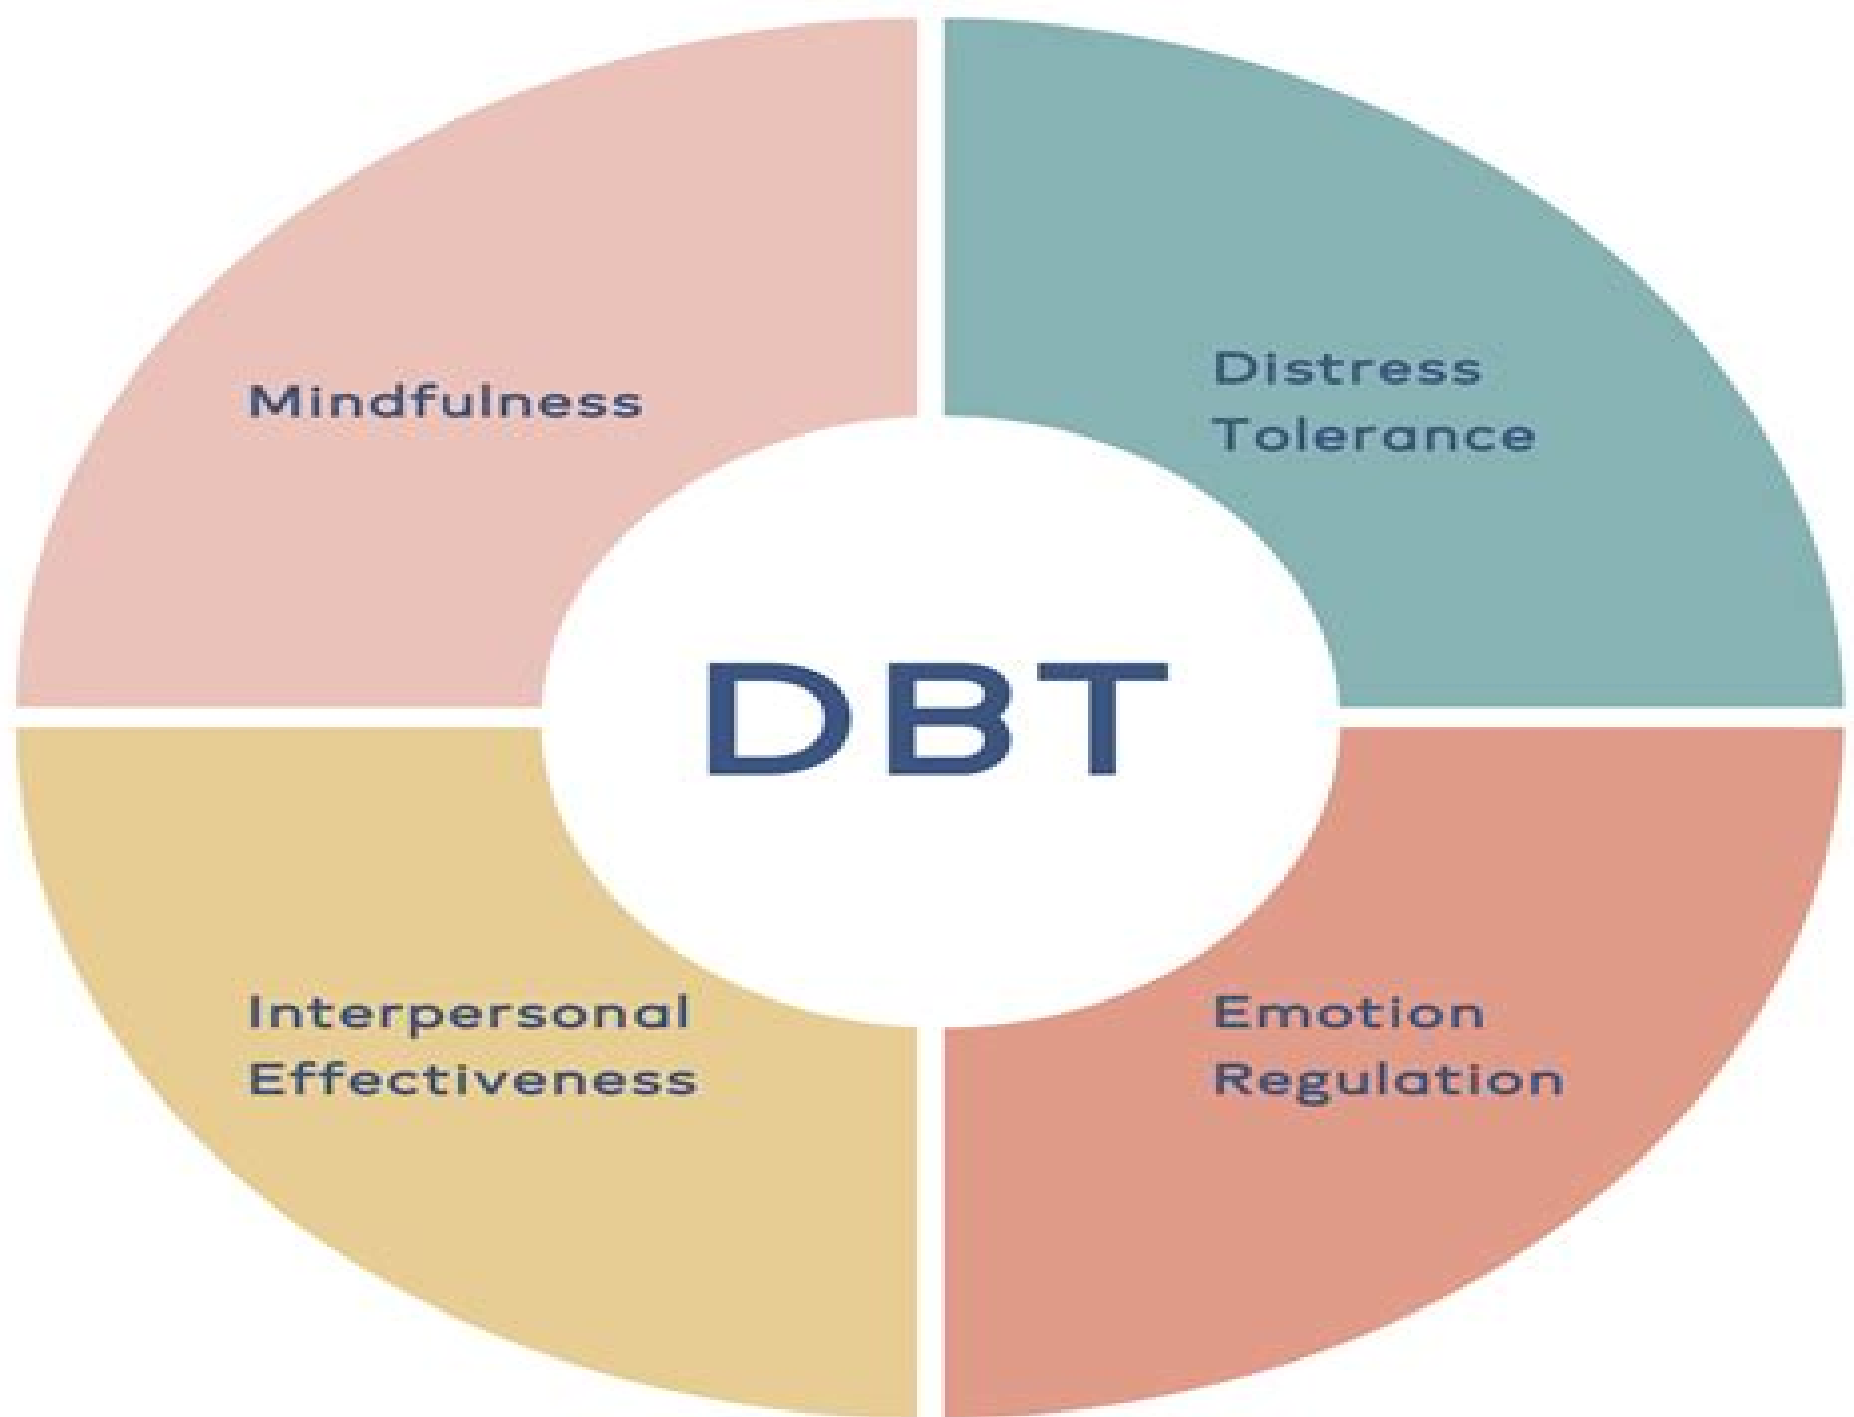 Mindfulness
Distress
Tolerance
DBT
Interpersonal
Effectiveness
Emotion
Regulation